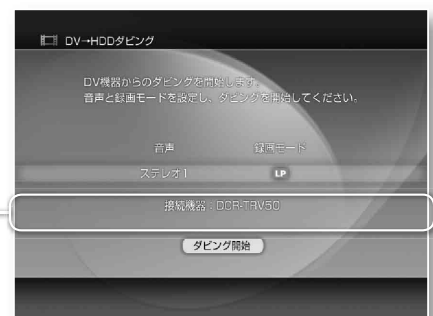 DV→HDDダビング
DV機器からのダビングを開始します。
音声と録画モードを設定し、ダビングを開始してください。
音声 録画モード
ステレオ1 LP
接続機器:DCR-TRV50
ダビング開始